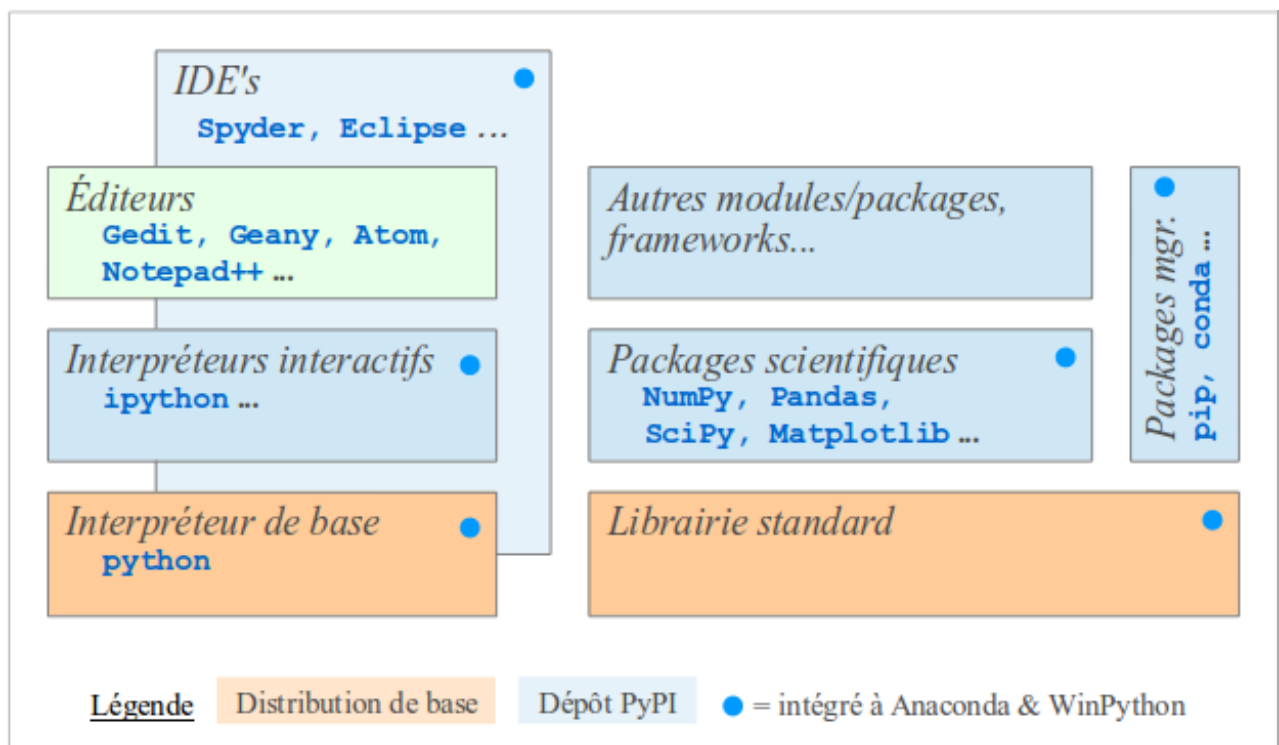 IDE's
Spyder, Eclipse ...
Éditeurs
Gedit, Geany, Atom,
Notepad++ ...
Interpréteurs interactifs
ipython ...
Interpréteur de base
python
Autres modules/packages,
frameworks...
Packages scientifiques
NumPy, Pandas,
SciPy, Matplotlib ...
Librairie standard
Packages mgr.
pip, conda ...
Légende
Distribution de base
Dépôt PyPI
= intégré à Anaconda & WinPython